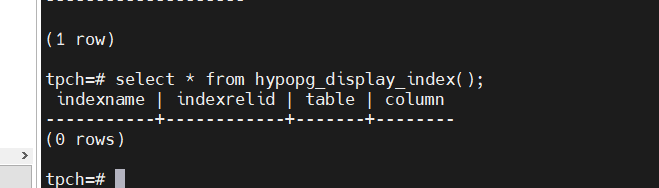 --------------------
(1 row)
tpch=# select * from hypopg_display_index();
 indexname | indexrelid | table | column
-----------+------------+-------+--------
(0 rows)
tpch=#